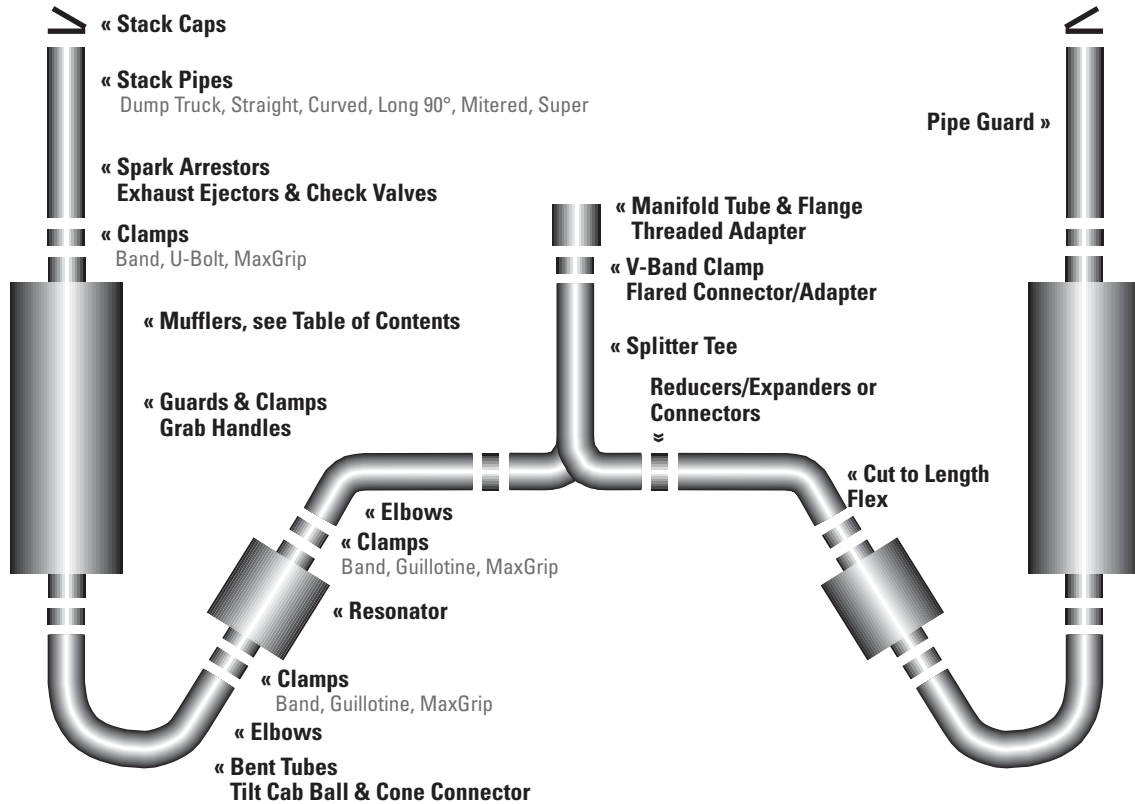 « Stack Caps
« Stack Pipes
Dump Truck, Straight, Curved, Long 90°, Mitered, Super
Pipe Guard »
« Spark Arrestors
Exhaust Ejectors & Check Valves
« Manifold Tube & Flange
Threaded Adapter
« Clamps
Band, U-Bolt, MaxGrip
« V-Band Clamp
Flared Connector/Adapter
« Mufflers, see Table of Contents
« Splitter Tee
Reducers/Expanders or
Connectors
»
« Guards & Clamps
Grab Handles
« Cut to Length
Flex
« Elbows
« Clamps
Band, Guillotine, MaxGrip
« Resonator
« Clamps
Band, Guillotine, MaxGrip
« Elbows
« Bent Tubes
Tilt Cab Ball & Cone Connector